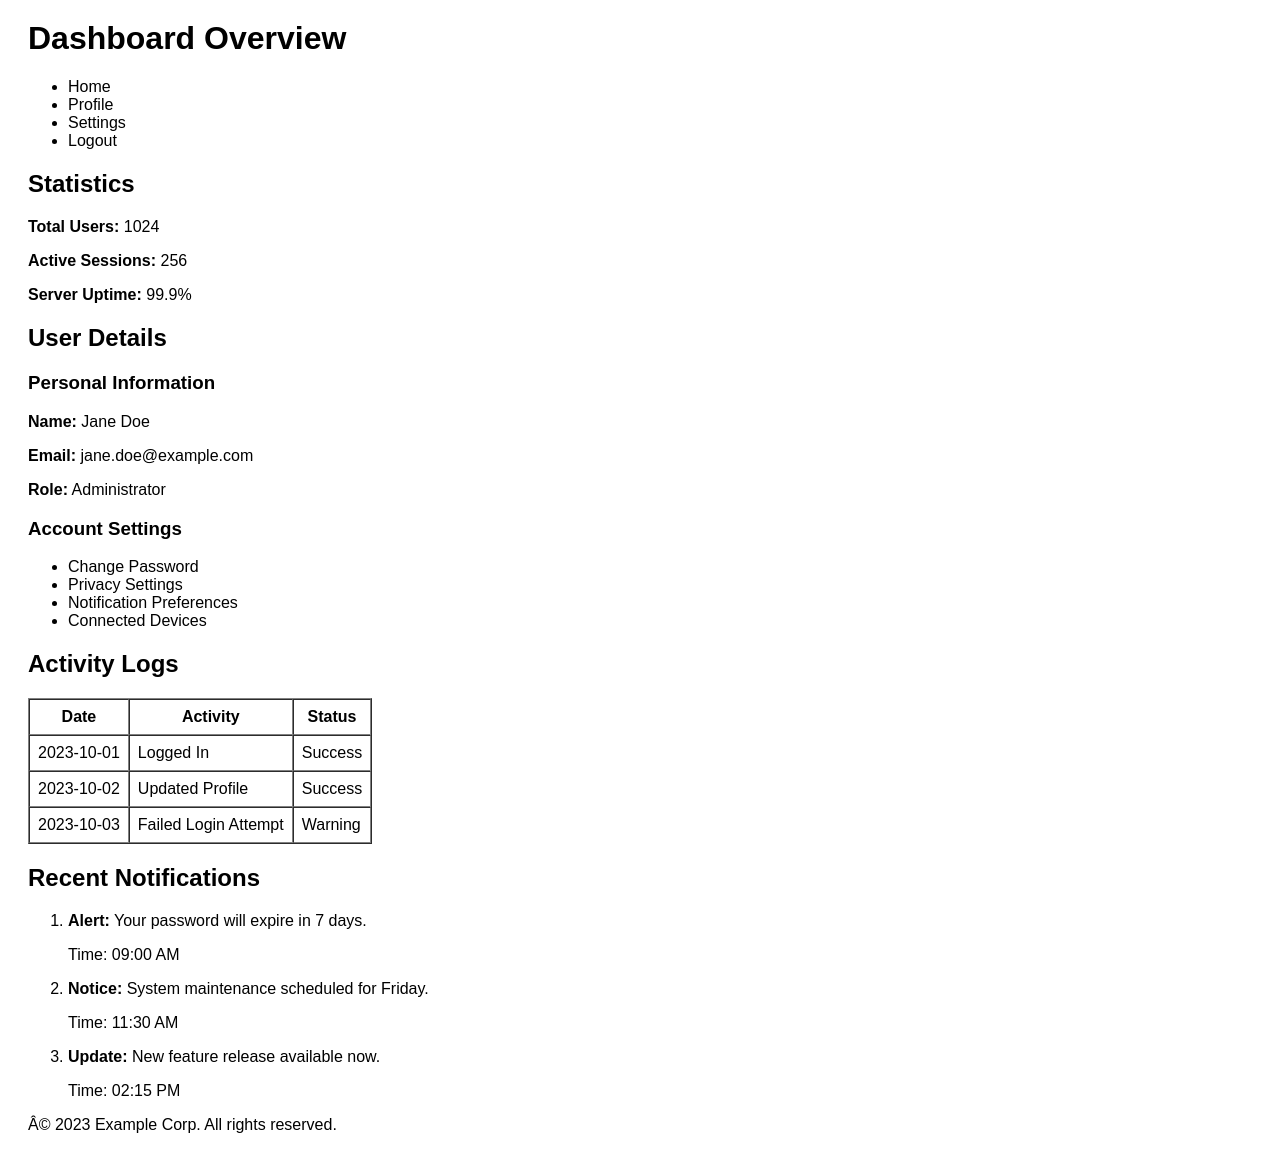 Dashboard Overview
Home
Profile
Settings
Logout
Statistics
Total Users: 1024
Active Sessions: 256
Server Uptime: 99.9%
User Details
Personal Information
Name: Jane Doe
Email: jane.doe@example.com
Role: Administrator
Account Settings
Change Password
Privacy Settings
Notification Preferences
Connected Devices
Activity Logs
Date Activity Status
2023-10-01 Logged In Success
2023-10-02 Updated Profile Success
2023-10-03 Failed Login Attempt Warning
Recent Notifications
1. Alert: Your password will expire in 7 days.
Time: 09:00 AM
2. Notice: System maintenance scheduled for Friday.
Time: 11:30 AM
3. Update: New feature release available now.
Time: 02:15 PM
Â© 2023 Example Corp. All rights reserved.